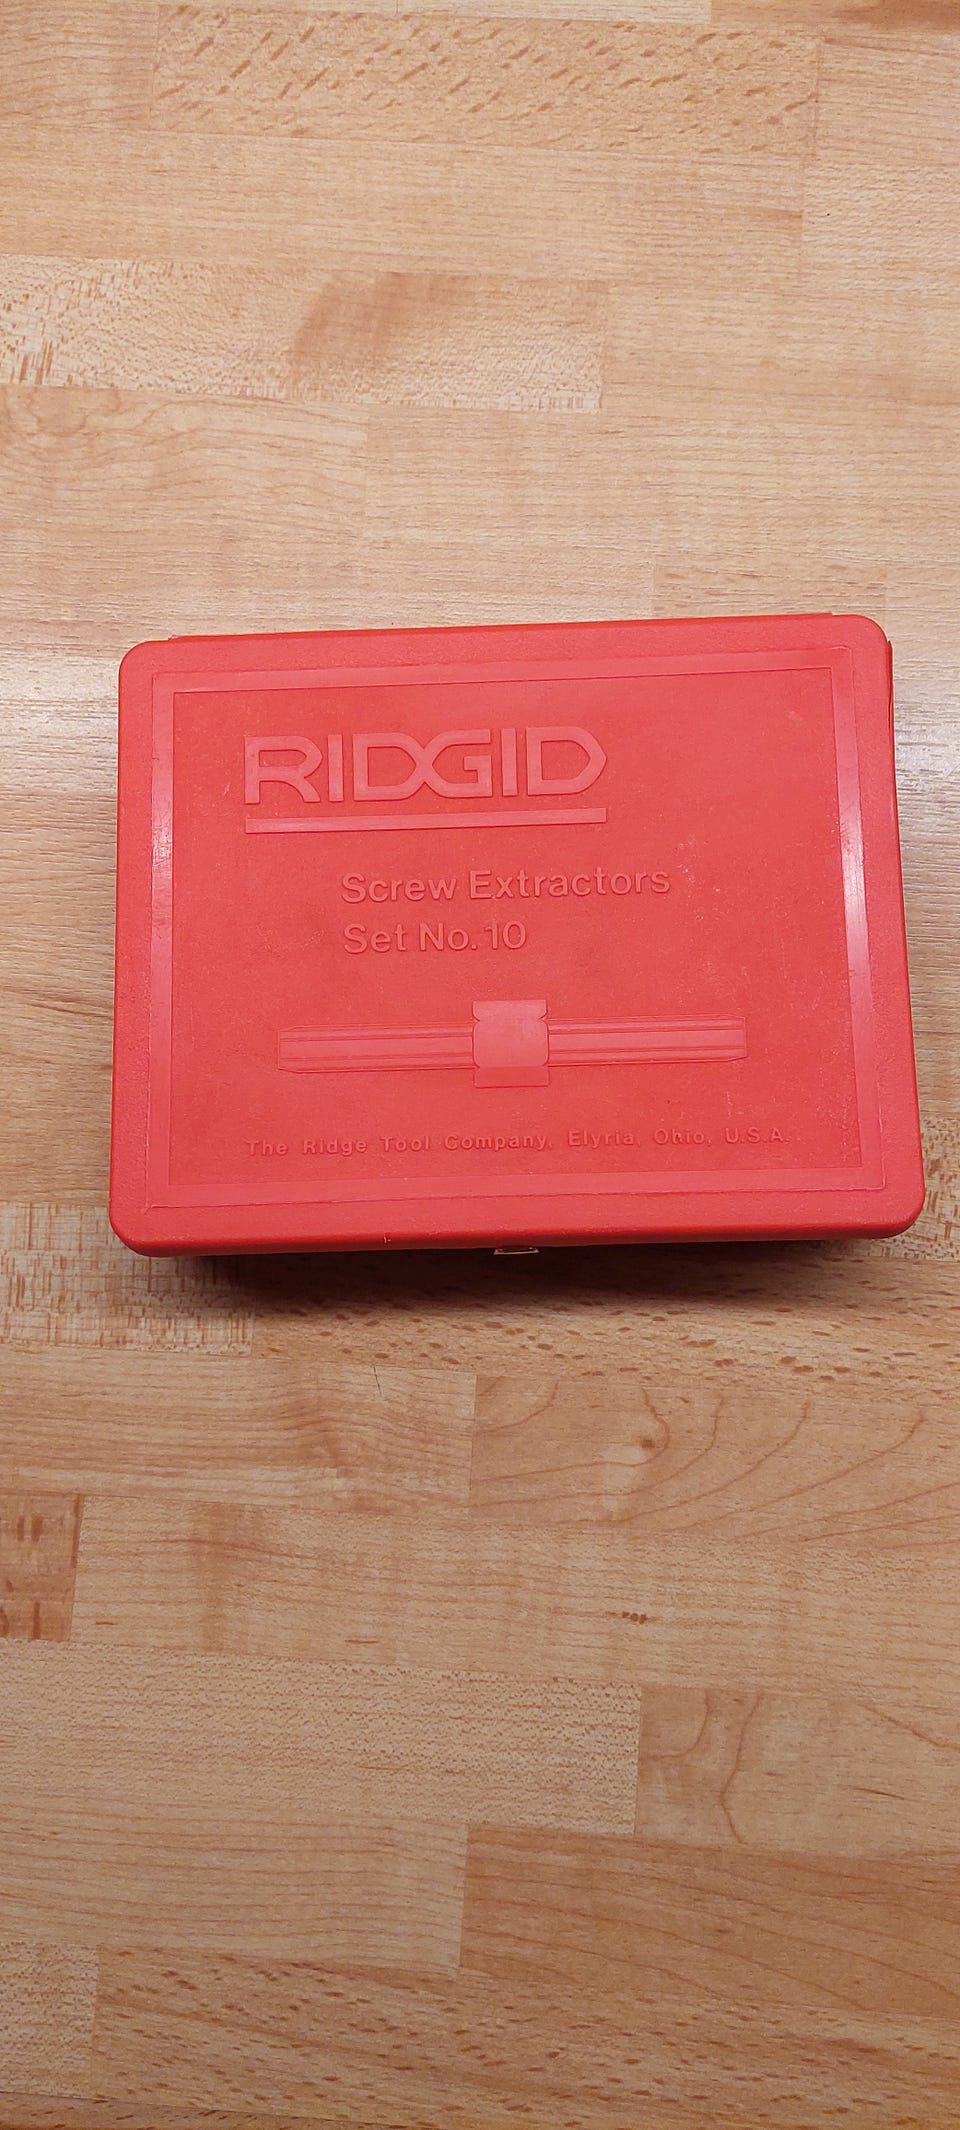 RIDGID
Screw Extractors
Set No. 10
The Ridge Tool Company, Elyria, Ohio, U.S.A.